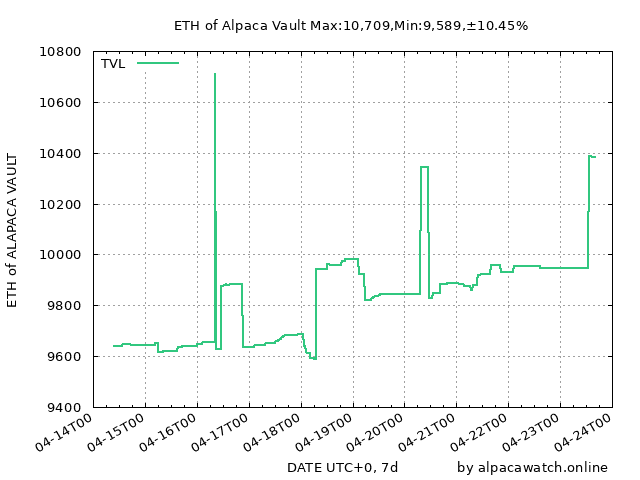 ETH of Alpaca Vault Max:10,709,Min:9,589,±10.45%
TVL
10800
10600
10400
10200
10000
9800
9600
9400
ETH of ALAPACA VAULT
04-14T00
04-15T00
04-16T00
04-17T00
04-18T00
04-19T00
04-20T00
04-21T00
04-22T00
04-23T00
04-24T00
DATE UTC+0, 7d
by alpacawatch.online